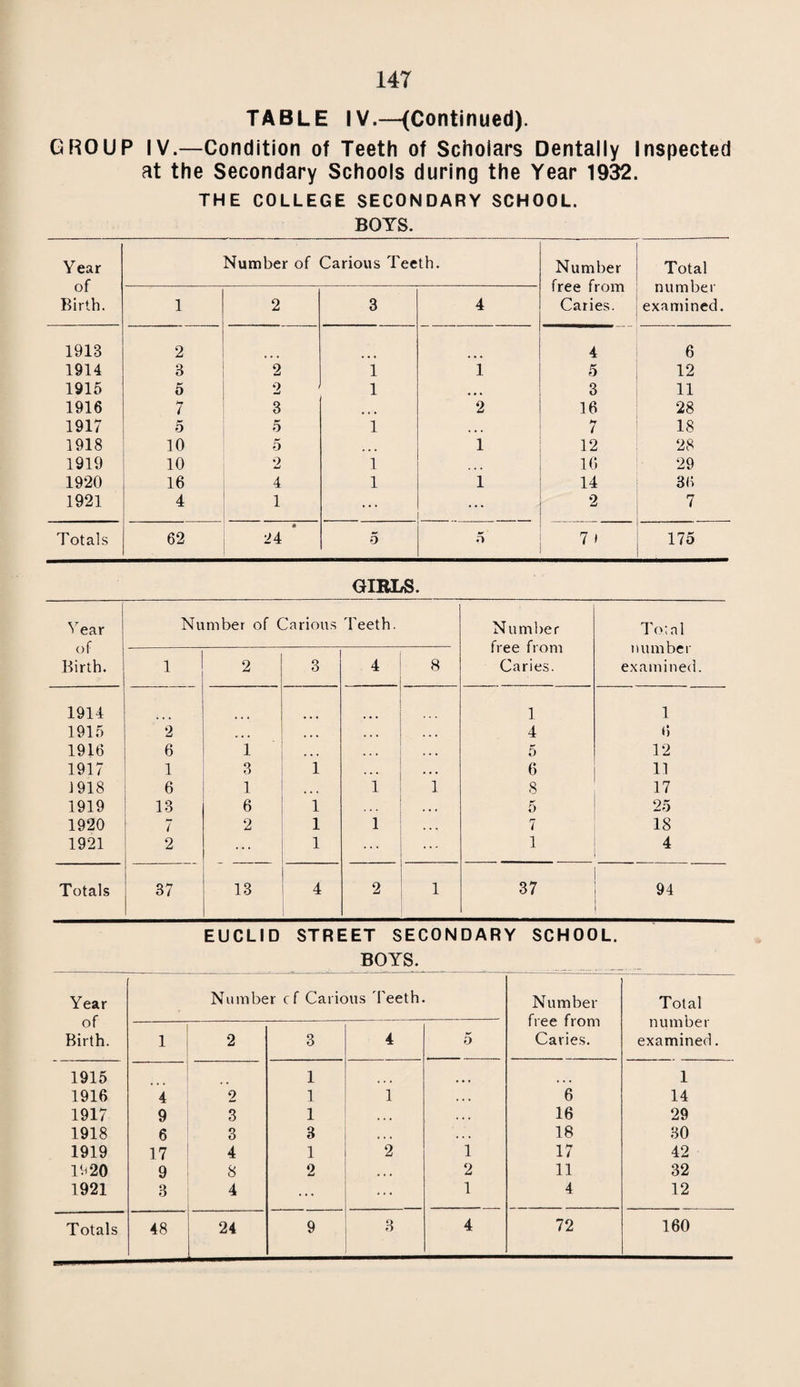 147
TABLE IV.—(Continued).
GROUP IV.—Condition of Teeth of Scholars Dentally Inspected
at the Secondary Schools during the Year 1932.
THE COLLEGE SECONDARY SCHOOL.
BOYS.
Year of Birth. Number of Carious Teeth. Number free from Caries. Total number examined.
1 2 3 4
1913 2 ... ... ... 4 6
1914 3 2 1 1 5 12
1915 5 2 1 ... 3 11
1916 7 3 ... 2 16 28
1917 5 5 1 ... 7 18
1918 10 5 ... 1 12 28
1919 10 2 1 ... 16 29
1920 16 4 1 1 14 36
1921 4 1 ... ... 2 7
Totals 62 24 5 5 175
GIRLS.
Year of Birth. Number of Carious Teeth. Number free from Caries. Total number examined.
1 2 3 4 8
1914 ... ... ... ... ... 1 1
1915 2 ... ... ... ... 4 6
1916 6 1 ... ... ... 5 12
1917 1 3 1 ... ... 6 11
1918 6 1 ... 1 1 8 17
1919 13 6 1 ... ... 5 25
1920 7 2 1 1 ... 7 18
1921 2 ... 1 ... ... 1 4
Totals 37 13 4 2 1 37 94
EUCLID STREET SECONDARY SCHOOL.
BOYS.
Year of Birth. Number of Carious Teeth. Number free from Caries. Total number examined.
1 2 3 4 5
1915 ... .. 1 ... ... ... 1
1916 4 2 1 1 ... 6 14
1917 9 3 1 ... ... 16 29
1918 6 3 3 ... ... 18 30
1919 17 4 1 2 1 17 42
1920 9 8 2 ... 2 11 32
1921 3 4 ... ... 1 4 12
Totals 48 24 9 3 4 72 160